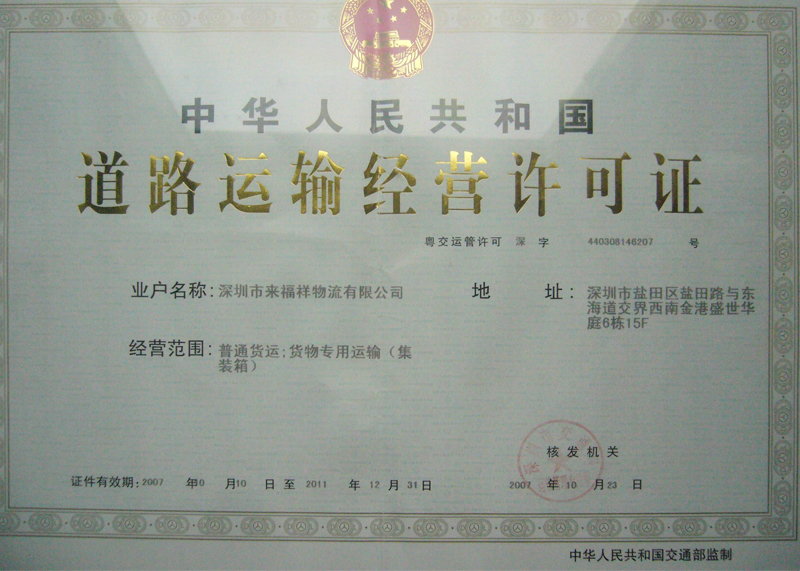 中华人民共和国
道路运输经营许可证
粤交运管许可 深 字 440308146207 号
业户名称:深圳市来福祥物流有限公司
地 址:深圳市盐田区盐田路与东
海道交界西南金港盛世华
庭6栋15F
经营范围:普通货运;货物专用运输（集
装箱）
核发机关
证件有效期:2007 年0 月10 日至 2011 年 12 月 31 日
2007 年 10 月 23 日
中华人民共和国交通部监制